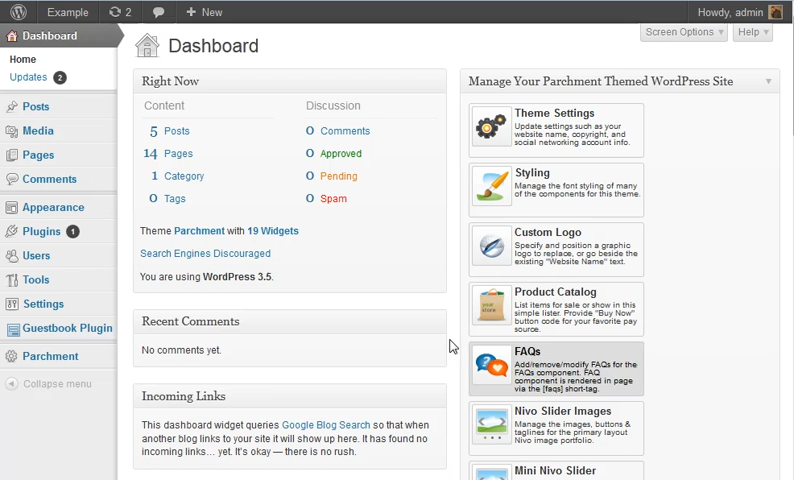 Example
2
New
Howdy, admin
Dashboard
Home
Updates 2
Posts
Media
Pages
Comments
Appearance
Plugins 1
Users
Tools
Settings
Guestbook Plugin
Parchment
Collapse menu
Screen Options
Help
Dashboard
Right Now
Content
Discussion
5 Posts
0 Comments
14 Pages
0 Approved
1 Category
0 Pending
0 Tags
0 Spam
Theme Parchment with 19 Widgets
Search Engines Discouraged
You are using WordPress 3.5.
Recent Comments
No comments yet.
Incoming Links
This dashboard widget queries Google Blog Search so that when
another blog links to your site it will show up here. It has found no
incoming links… yet. It's okay — there is no rush.
Manage Your Parchment Themed WordPress Site
Theme Settings
Update settings such as your
website name, copyright, and
social networking account info.
Styling
Manage the font styling of many
of the components for this theme.
Custom Logo
Specify and position a graphic
logo to replace, or go beside the
existing "Website Name" text.
your
store
Product Catalog
List items for sale or show in this
simple lister. Provide "Buy Now"
button code for your favorite pay
source.
FAQs
Add/remove/modify FAQs for the
FAQs component. FAQ
component is rendered in page
via the [faqs] short-tag.
Nivo Slider Images
Manage the images, buttons &
taglines for the primary layout
Nivo image portfolio.
Mini Nivo Slider